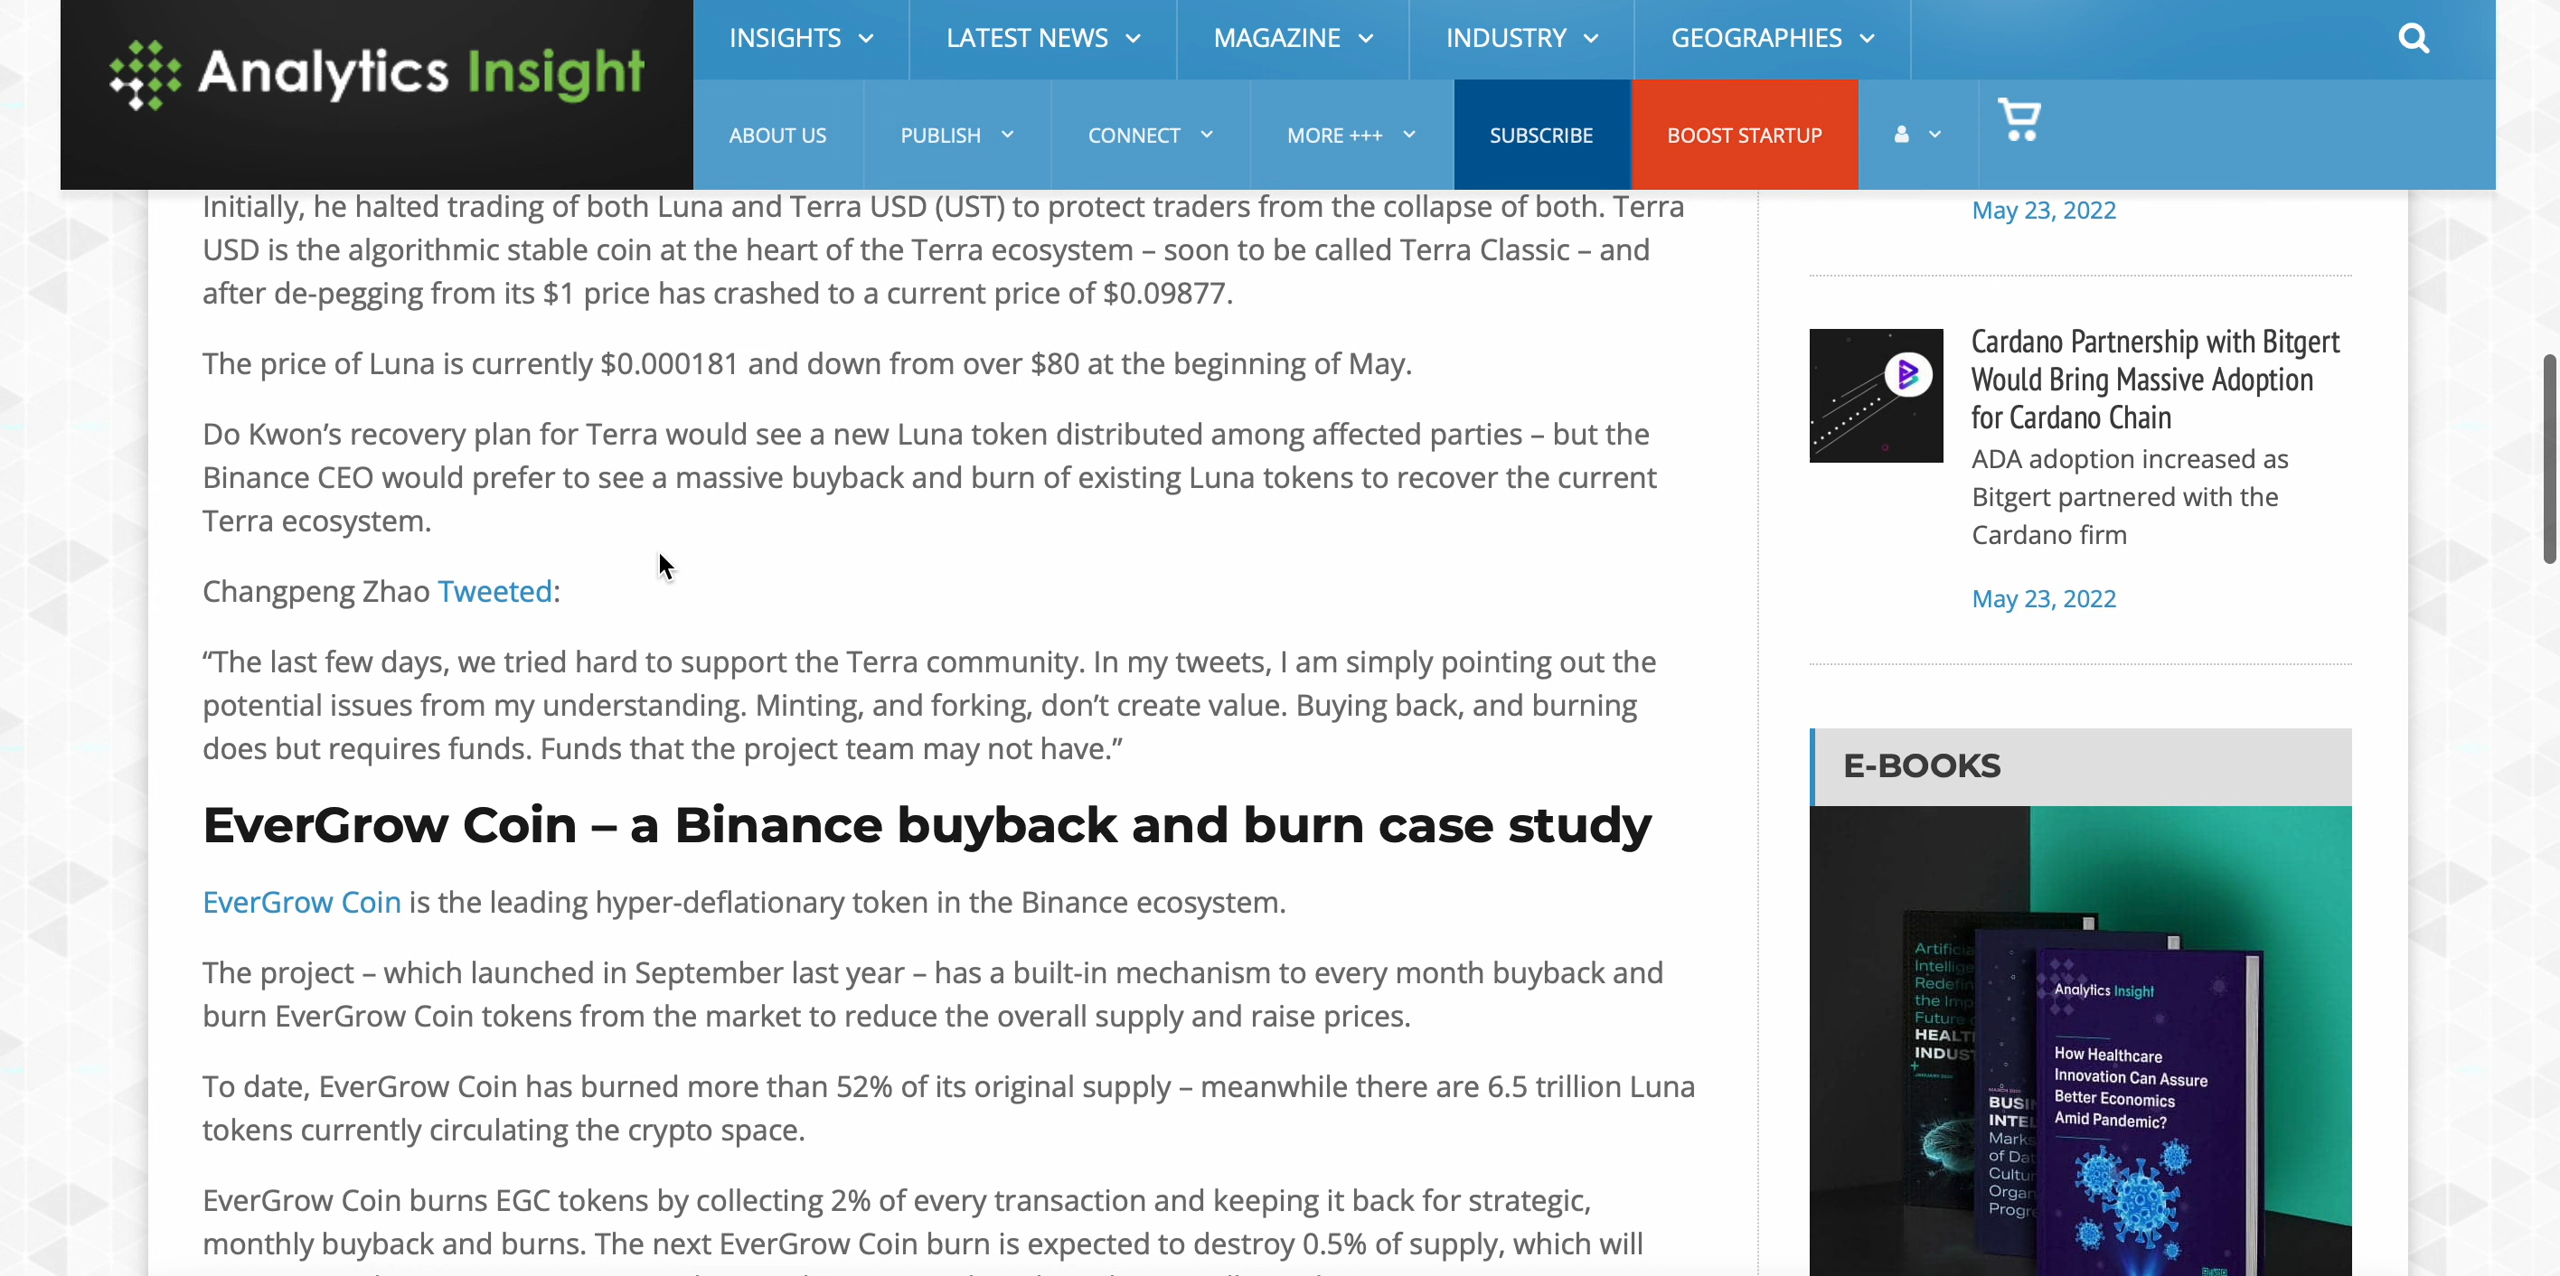 Analytics Insight
INSIGHTS
LATEST NEWS
MAGAZINE
INDUSTRY
GEOGRAPHIES
ABOUT US
PUBLISH
CONNECT
MORE +++
SUBSCRIBE
BOOST STARTUP
Initially, he halted trading of both Luna and Terra USD (UST) to protect traders from the collapse of both. Terra
USD is the algorithmic stable coin at the heart of the Terra ecosystem – soon to be called Terra Classic – and
after de-pegging from its $1 price has crashed to a current price of $0.09877.
The price of Luna is currently $0.000181 and down from over $80 at the beginning of May.
Do Kwon’s recovery plan for Terra would see a new Luna token distributed among affected parties – but the
Binance CEO would prefer to see a massive buyback and burn of existing Luna tokens to recover the current
Terra ecosystem.
Changpeng Zhao Tweeted:
“The last few days, we tried hard to support the Terra community. In my tweets, I am simply pointing out the
potential issues from my understanding. Minting, and forking, don’t create value. Buying back, and burning
does but requires funds. Funds that the project team may not have.”
EverGrow Coin – a Binance buyback and burn case study
EverGrow Coin is the leading hyper-deflationary token in the Binance ecosystem.
The project – which launched in September last year – has a built-in mechanism to every month buyback and
burn EverGrow Coin tokens from the market to reduce the overall supply and raise prices.
To date, EverGrow Coin has burned more than 52% of its original supply – meanwhile there are 6.5 trillion Luna
tokens currently circulating the crypto space.
EverGrow Coin burns EGC tokens by collecting 2% of every transaction and keeping it back for strategic,
monthly buyback and burns. The next EverGrow Coin burn is expected to destroy 0.5% of supply, which will
May 23, 2022
Cardano Partnership with Bitgert
Would Bring Massive Adoption
for Cardano Chain
ADA adoption increased as
Bitgert partnered with the
Cardano firm
May 23, 2022
E-BOOKS
Artificia
Intellige
Redefin
the Imp
Future
HEALT
INDUS
BUSI
INTEL
Marks
of Dat
Cultur
Organ
Progre
Analytics Insight
How Healthcare
Innovation Can Assure
Better Economics
Amid Pandemic?